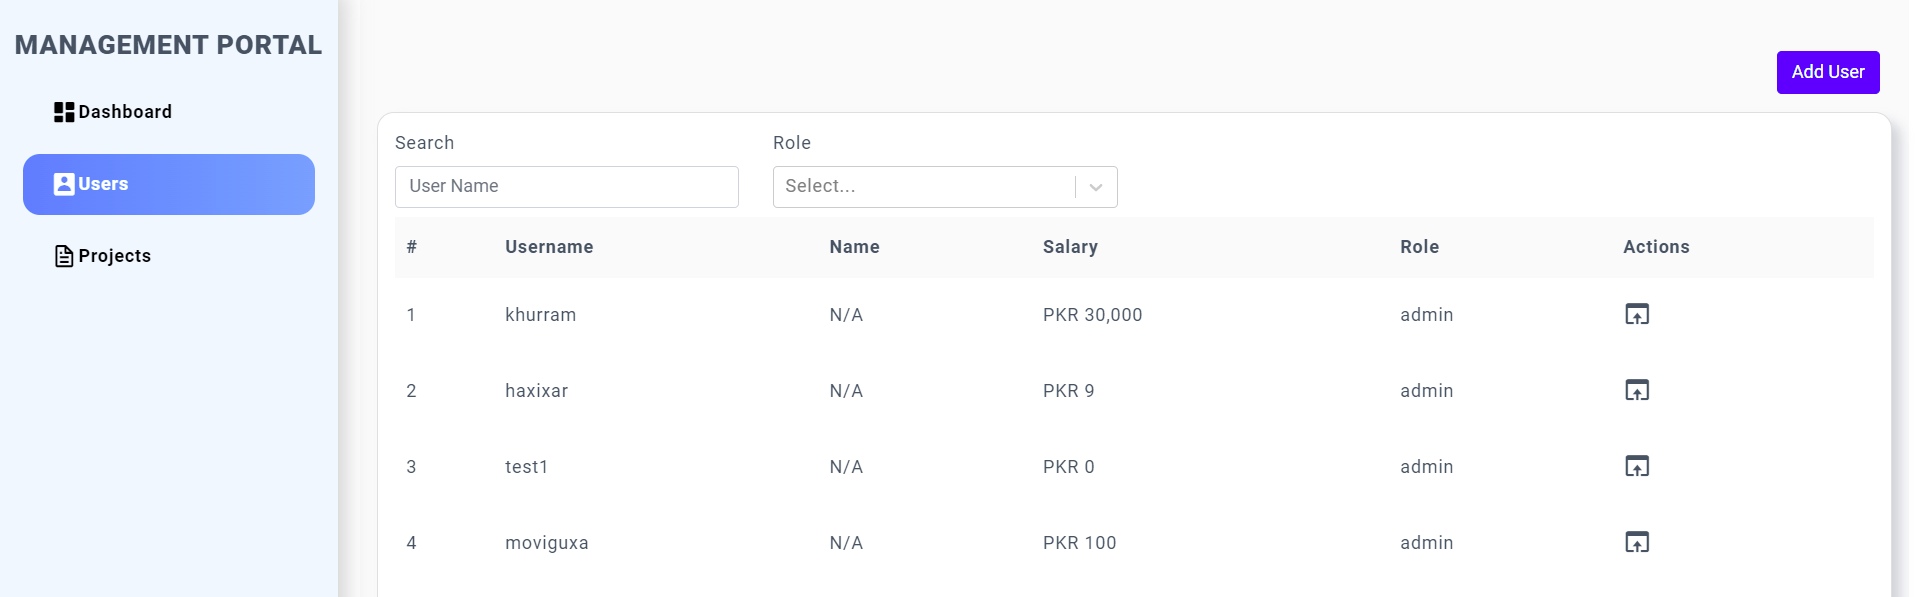 MANAGEMENT PORTAL
Dashboard
Users
Projects
Add User
Search
Role
User Name
Select...
# Username Name Salary Role Actions
1 khurram N/A PKR 30,000 admin
2 haxixar N/A PKR 9 admin
3 test1 N/A PKR 0 admin
4 moviguxa N/A PKR 100 admin